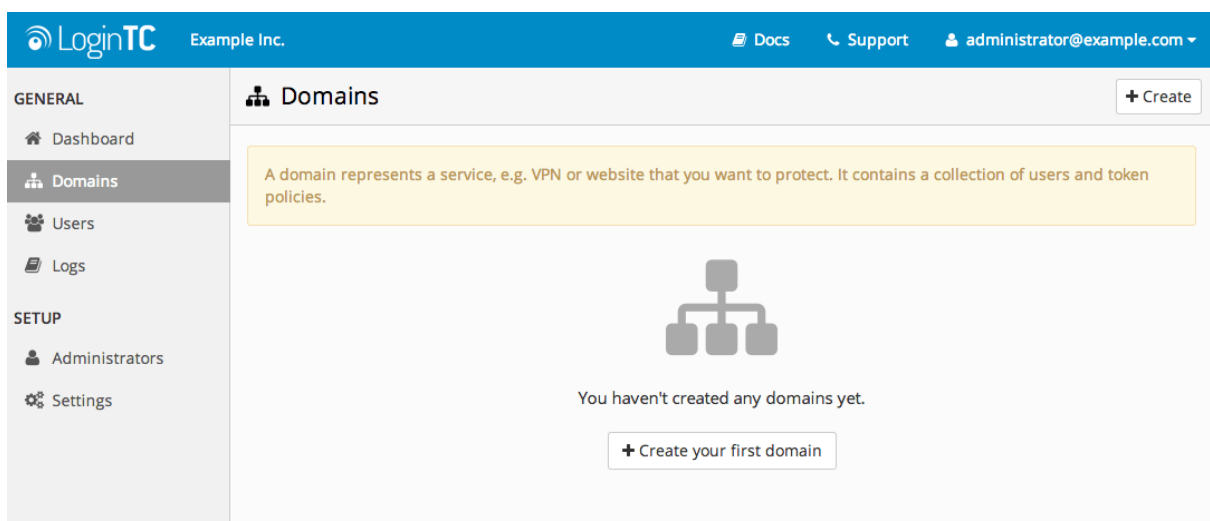 LoginTC Example Inc. Docs Support administrator@example.com
GENERAL
Dashboard
Domains
Users
Logs
SETUP
Administrators
Settings
Domains
Create
A domain represents a service, e.g. VPN or website that you want to protect. It contains a collection of users and token
policies.
You haven't created any domains yet.
Create your first domain